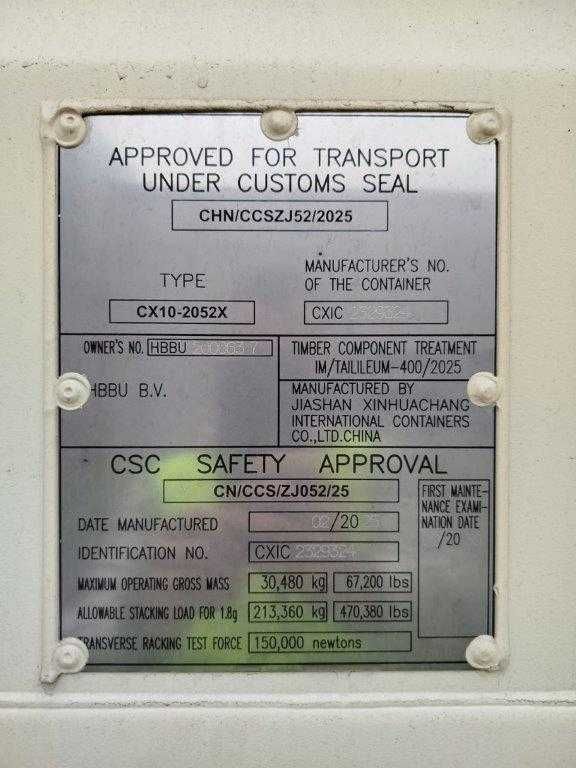 APPROVED FOR TRANSPORT
UNDER CUSTOMS SEAL
CHN/CCSZJ52/2025
TYPE
CX10-2052X
MANUFACTURER'S NO.
OF THE CONTAINER
CXIC 2329324
OWNER'S NO. HBBU
HBBU B.V.
TIMBER COMPONENT TREATMENT
IM/TAILILEUM-400/2025
MANUFACTURED BY
JIASHAN XINHUACHANG
INTERNATIONAL CONTAINERS
CO.,LTD.CHINA
CSC SAFETY APPROVAL
CN/CCS/ZJ052/25
DATE MANUFACTURED 02/20
IDENTIFICATION NO. CXIC 2329324
MAXIMUM OPERATING GROSS MASS 30,480 kg 67,200 lbs
ALLOWABLE STACKING LOAD FOR 1.8g 213,360 kg 470,380 lbs
TRANSVERSE RACKING TEST FORCE 150,000 newtons
FIRST MAINTE-
NANCE EXAMI-
NATION DATE
/20